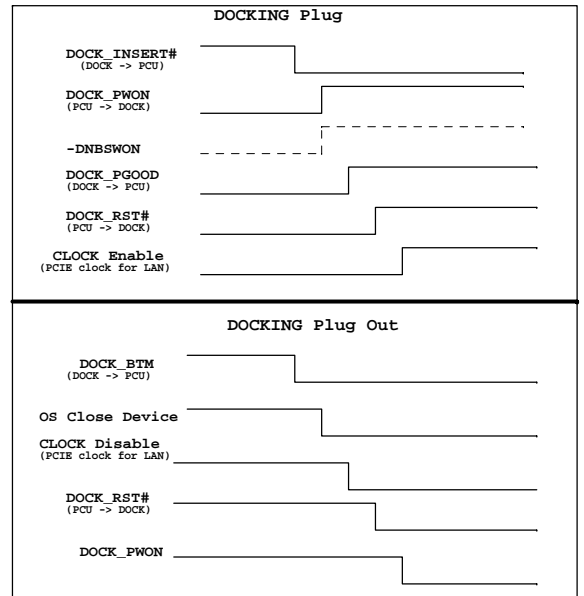 DOCKING Plug
DOCK_INSERT#
(DOCK -> PCU)
DOCK_PWON
(PCU -> DOCK)
-DNBSWON
DOCK_PGOOD
(DOCK -> PCU)
DOCK_RST#
(PCU -> DOCK)
CLOCK Enable
(PCIE clock for LAN)
DOCKING Plug Out
DOCK_BTM
(DOCK -> PCU)
OS Close Device
CLOCK Disable
(PCIE clock for LAN)
DOCK_RST#
(PCU -> DOCK)
DOCK_PWON